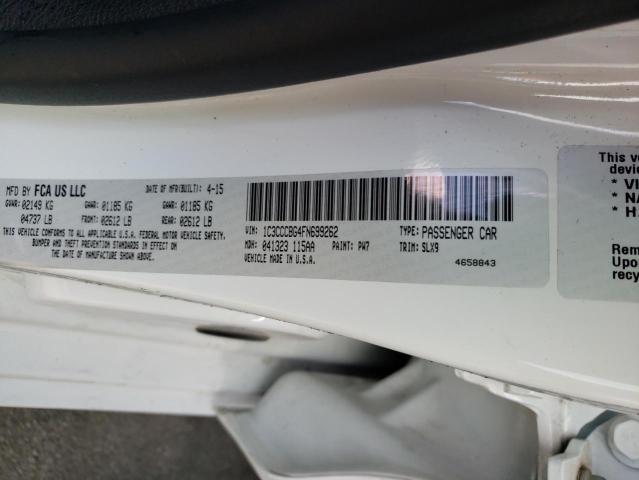 MFD BY FCA US LLC DATE OF MFR(BUILT): 4-15
GVWR: 02149 KG GAWR: 01185 KG GAWR: 01185 KG
04737 LB FRONT: 02612 LB REAR: 02612 LB
THIS VEHICLE CONFORMS TO ALL APPLICABLE U.S.A. FEDERAL MOTOR VEHICLE SAFETY,
BUMPER AND THEFT PREVENTION STANDARDS IN EFFECT ON
THE DATE OF MANUFACTURE SHOWN ABOVE.
VIN: 1C3CCCBG4FN699262 TYPE: PASSENGER CAR
MDH: 041323 115AA PAINT: PW7 TRIM: SLX9
VEHICLE MADE IN U.S.A. 4658843
This v
devic
* VI
* NA
* H
Rem
Upo
recy